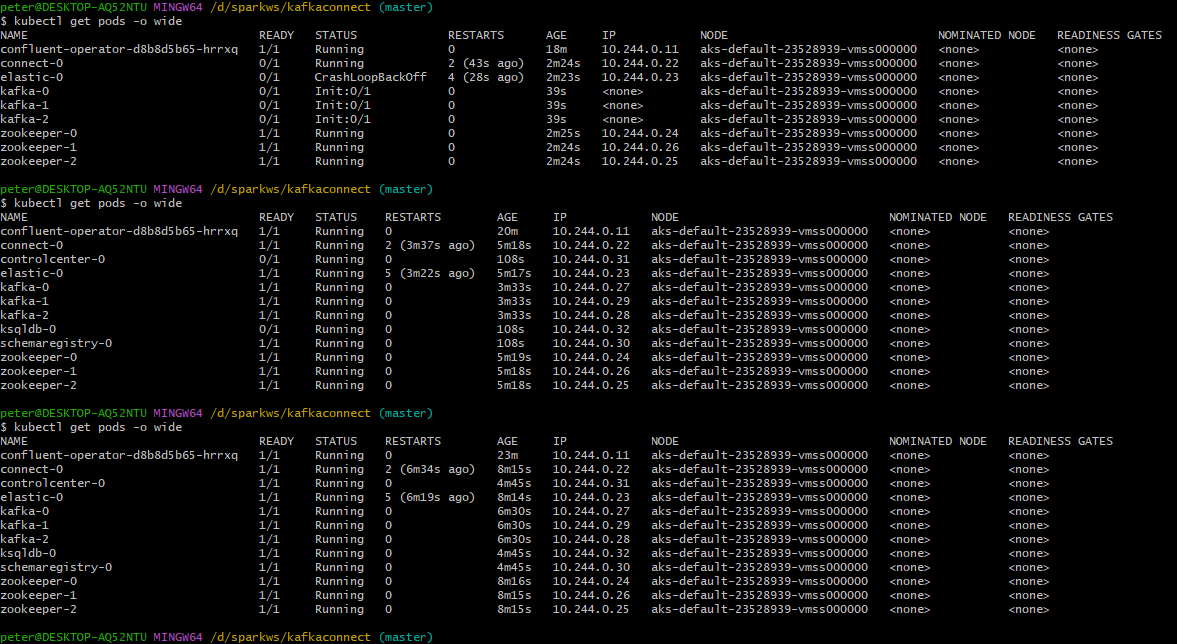 peter@DESKTOP-AQ52NTU MINGW64 /d/sparkws/kafkaconnect (master)
$ kubectl get pods -o wide
NAME READY STATUS RESTARTS AGE IP NODE NOMINATED NODE READINESS GATES
confluent-operator-d8b8d5b65-hrrxq 1/1 Running 0 18m 10.244.0.11 aks-default-23528939-vmss000000 <none> <none>
connect-0 0/1 Running 2 (43s ago) 2m24s 10.244.0.22 aks-default-23528939-vmss000000 <none> <none>
elastic-0 0/1 CrashLoopBackOff 4 (28s ago) 2m23s 10.244.0.23 aks-default-23528939-vmss000000 <none> <none>
kafka-0 0/1 Init:0/1 0 39s <none> aks-default-23528939-vmss000000 <none> <none>
kafka-1 0/1 Init:0/1 0 39s <none> aks-default-23528939-vmss000000 <none> <none>
kafka-2 0/1 Init:0/1 0 39s <none> aks-default-23528939-vmss000000 <none> <none>
zookeeper-0 1/1 Running 0 2m25s 10.244.0.24 aks-default-23528939-vmss000000 <none> <none>
zookeeper-1 1/1 Running 0 2m24s 10.244.0.26 aks-default-23528939-vmss000000 <none> <none>
zookeeper-2 1/1 Running 0 2m24s 10.244.0.25 aks-default-23528939-vmss000000 <none> <none>
peter@DESKTOP-AQ52NTU MINGW64 /d/sparkws/kafkaconnect (master)
$ kubectl get pods -o wide
NAME READY STATUS RESTARTS AGE IP NODE NOMINATED NODE READINESS GATES
confluent-operator-d8b8d5b65-hrrxq 1/1 Running 0 20m 10.244.0.11 aks-default-23528939-vmss000000 <none> <none>
connect-0 1/1 Running 2 (3m37s ago) 5m18s 10.244.0.22 aks-default-23528939-vmss000000 <none> <none>
controlcenter-0 0/1 Running 0 108s 10.244.0.31 aks-default-23528939-vmss000000 <none> <none>
elastic-0 1/1 Running 5 (3m22s ago) 5m17s 10.244.0.23 aks-default-23528939-vmss000000 <none> <none>
kafka-0 1/1 Running 0 3m33s 10.244.0.27 aks-default-23528939-vmss000000 <none> <none>
kafka-1 1/1 Running 0 3m33s 10.244.0.29 aks-default-23528939-vmss000000 <none> <none>
kafka-2 1/1 Running 0 3m33s 10.244.0.28 aks-default-23528939-vmss000000 <none> <none>
ksqldb-0 0/1 Running 0 108s 10.244.0.32 aks-default-23528939-vmss000000 <none> <none>
schemaregistry-0 1/1 Running 0 108s 10.244.0.30 aks-default-23528939-vmss000000 <none> <none>
zookeeper-0 1/1 Running 0 5m19s 10.244.0.24 aks-default-23528939-vmss000000 <none> <none>
zookeeper-1 1/1 Running 0 5m18s 10.244.0.26 aks-default-23528939-vmss000000 <none> <none>
zookeeper-2 1/1 Running 0 5m18s 10.244.0.25 aks-default-23528939-vmss000000 <none> <none>
peter@DESKTOP-AQ52NTU MINGW64 /d/sparkws/kafkaconnect (master)
$ kubectl get pods -o wide
NAME READY STATUS RESTARTS AGE IP NODE NOMINATED NODE READINESS GATES
confluent-operator-d8b8d5b65-hrrxq 1/1 Running 0 23m 10.244.0.11 aks-default-23528939-vmss000000 <none> <none>
connect-0 1/1 Running 2 (6m34s ago) 8m15s 10.244.0.22 aks-default-23528939-vmss000000 <none> <none>
controlcenter-0 1/1 Running 0 4m45s 10.244.0.31 aks-default-23528939-vmss000000 <none> <none>
elastic-0 1/1 Running 5 (6m19s ago) 8m14s 10.244.0.23 aks-default-23528939-vmss000000 <none> <none>
kafka-0 1/1 Running 0 6m30s 10.244.0.27 aks-default-23528939-vmss000000 <none> <none>
kafka-1 1/1 Running 0 6m30s 10.244.0.29 aks-default-23528939-vmss000000 <none> <none>
kafka-2 1/1 Running 0 6m30s 10.244.0.28 aks-default-23528939-vmss000000 <none> <none>
ksqldb-0 1/1 Running 0 4m45s 10.244.0.32 aks-default-23528939-vmss000000 <none> <none>
schemaregistry-0 1/1 Running 0 4m45s 10.244.0.30 aks-default-23528939-vmss000000 <none> <none>
zookeeper-0 1/1 Running 0 8m16s 10.244.0.24 aks-default-23528939-vmss000000 <none> <none>
zookeeper-1 1/1 Running 0 8m15s 10.244.0.26 aks-default-23528939-vmss000000 <none> <none>
zookeeper-2 1/1 Running 0 8m15s 10.244.0.25 aks-default-23528939-vmss000000 <none> <none>
peter@DESKTOP-AQ52NTU MINGW64 /d/sparkws/kafkaconnect (master)